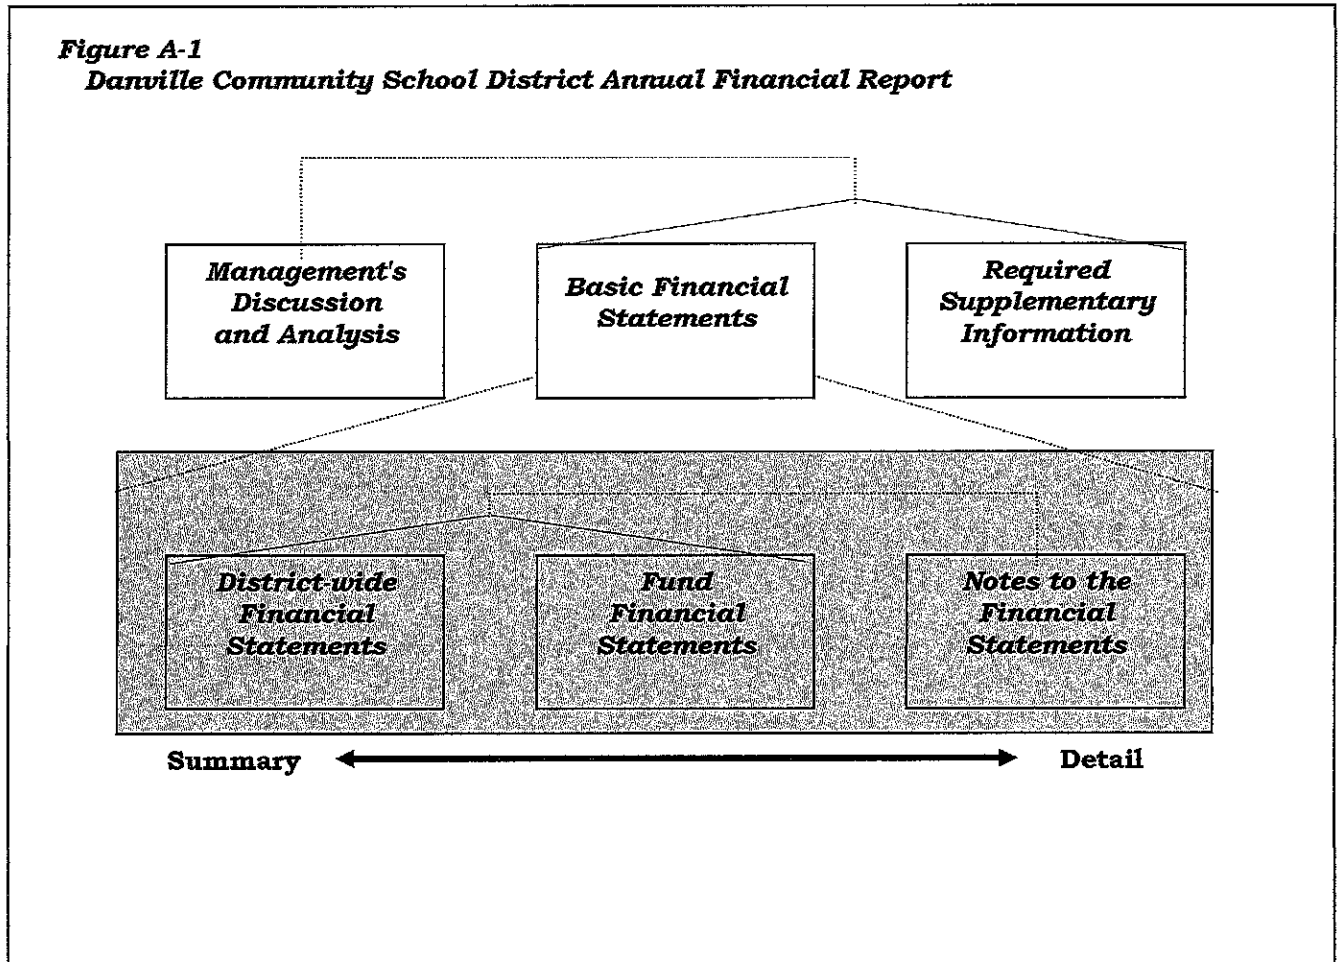 Figure A-1
Danville Community School District Annual Financial Report
Management's
Discussion
and Analysis
Basic Financial
Statements
Required
Supplementary
Information
District-wide
Financial
Statements
Fund
Financial
Statements
Notes to the
Financial
Statements
Summary
Detail